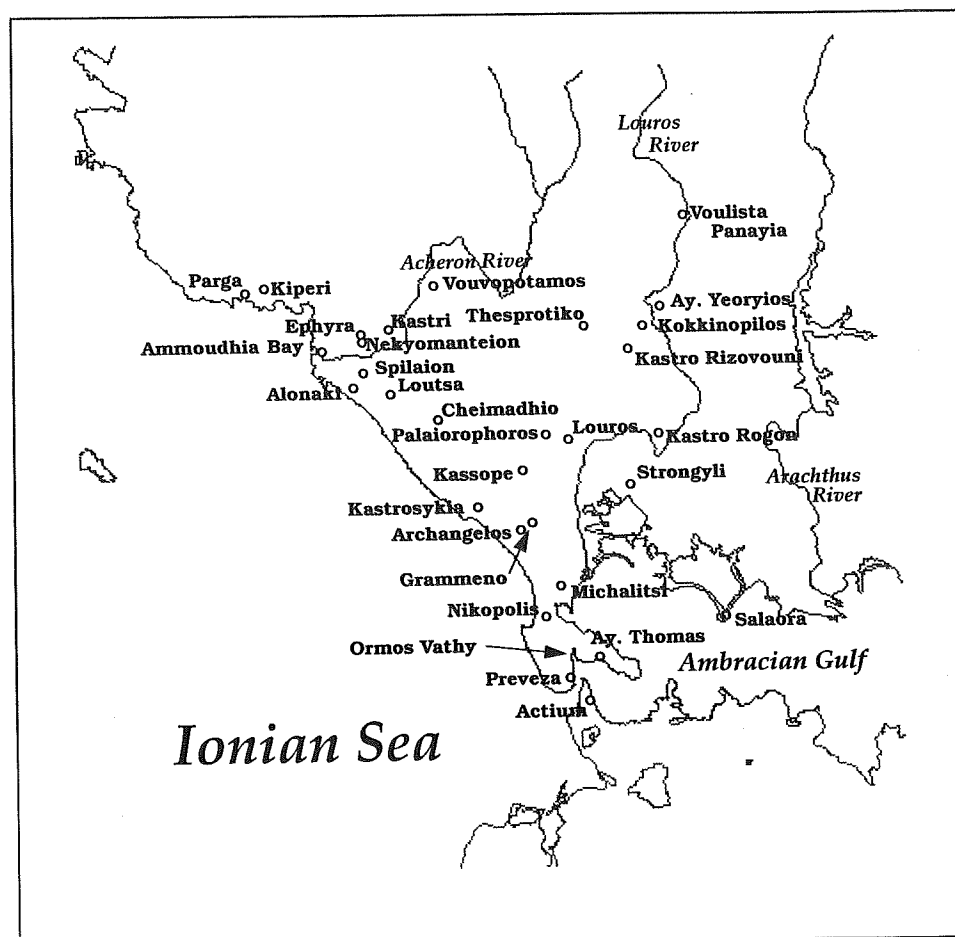 Louros
River
Voulista
Panayia
Acheron River
Parga
Kiperi
Vouvopotamos
Ay. Yeoryios
Thesprotiko
Kokkinopilos
Ephyra
Kastri
Nekyomanteion
Ammoudhia Bay
Kastro Rizovouni
Spilaion
Alonaki
Loutsa
Cheimadhio
Palaiorophoros
Louros
Kastro Rogon
Kassope
Strongyli
Arachthus
River
Kastrosykia
Archangelos
Grammeno
Michalitsi
Nikopolis
Salaora
Ormos Vathy
Ay. Thomas
Ambracian Gulf
Preveza
Actium
Ionian Sea